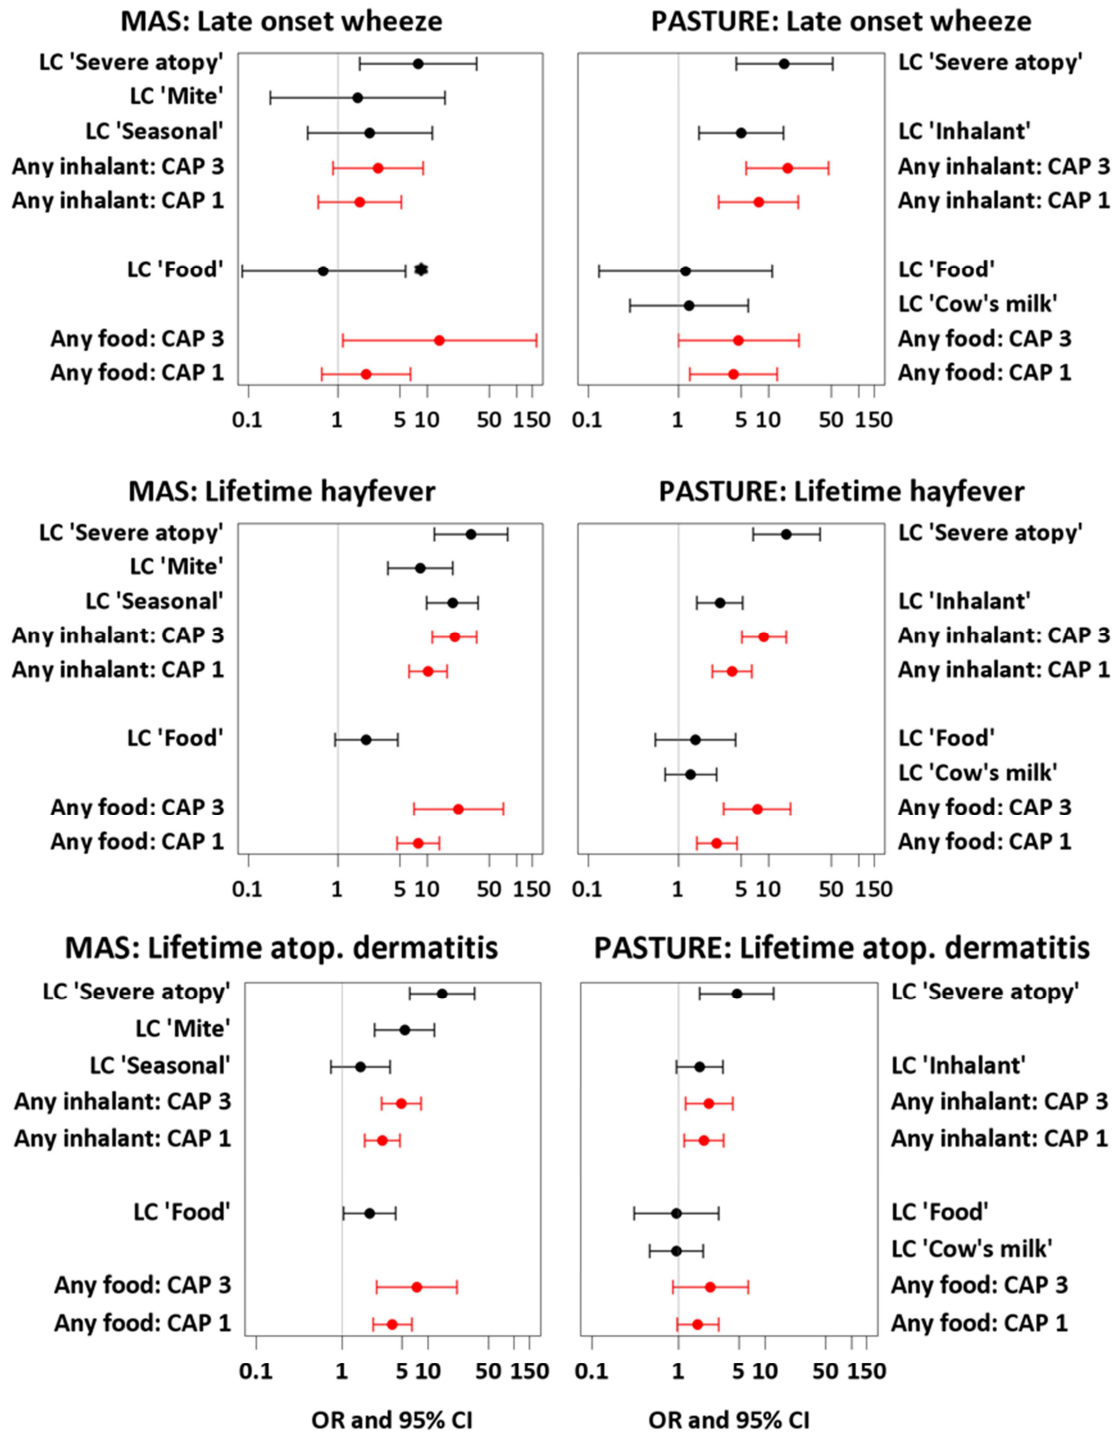 MAS: Late onset wheeze
LC 'Severe atopy'
LC 'Mite'
LC 'Seasonal'
Any inhalant: CAP 3
Any inhalant: CAP 1
LC 'Food'
Any food: CAP 3
Any food: CAP 1
0.1 1 5 10 50 150
PASTURE: Late onset wheeze
LC 'Severe atopy'
LC 'Inhalant'
Any inhalant: CAP 3
Any inhalant: CAP 1
LC 'Food'
LC 'Cow's milk'
Any food: CAP 3
Any food: CAP 1
0.1 1 5 10 50 150
MAS: Lifetime hayfever
LC 'Severe atopy'
LC 'Mite'
LC 'Seasonal'
Any inhalant: CAP 3
Any inhalant: CAP 1
LC 'Food'
Any food: CAP 3
Any food: CAP 1
0.1 1 5 10 50 150
PASTURE: Lifetime hayfever
LC 'Severe atopy'
LC 'Inhalant'
Any inhalant: CAP 3
Any inhalant: CAP 1
LC 'Food'
LC 'Cow's milk'
Any food: CAP 3
Any food: CAP 1
0.1 1 5 10 50 150
MAS: Lifetime atop. dermatitis
LC 'Severe atopy'
LC 'Mite'
LC 'Seasonal'
Any inhalant: CAP 3
Any inhalant: CAP 1
LC 'Food'
Any food: CAP 3
Any food: CAP 1
0.1 1 5 10 50 150
OR and 95% CI
PASTURE: Lifetime atop. dermatitis
LC 'Severe atopy'
LC 'Inhalant'
Any inhalant: CAP 3
Any inhalant: CAP 1
LC 'Food'
LC 'Cow's milk'
Any food: CAP 3
Any food: CAP 1
0.1 1 5 10 50 150
OR and 95% CI